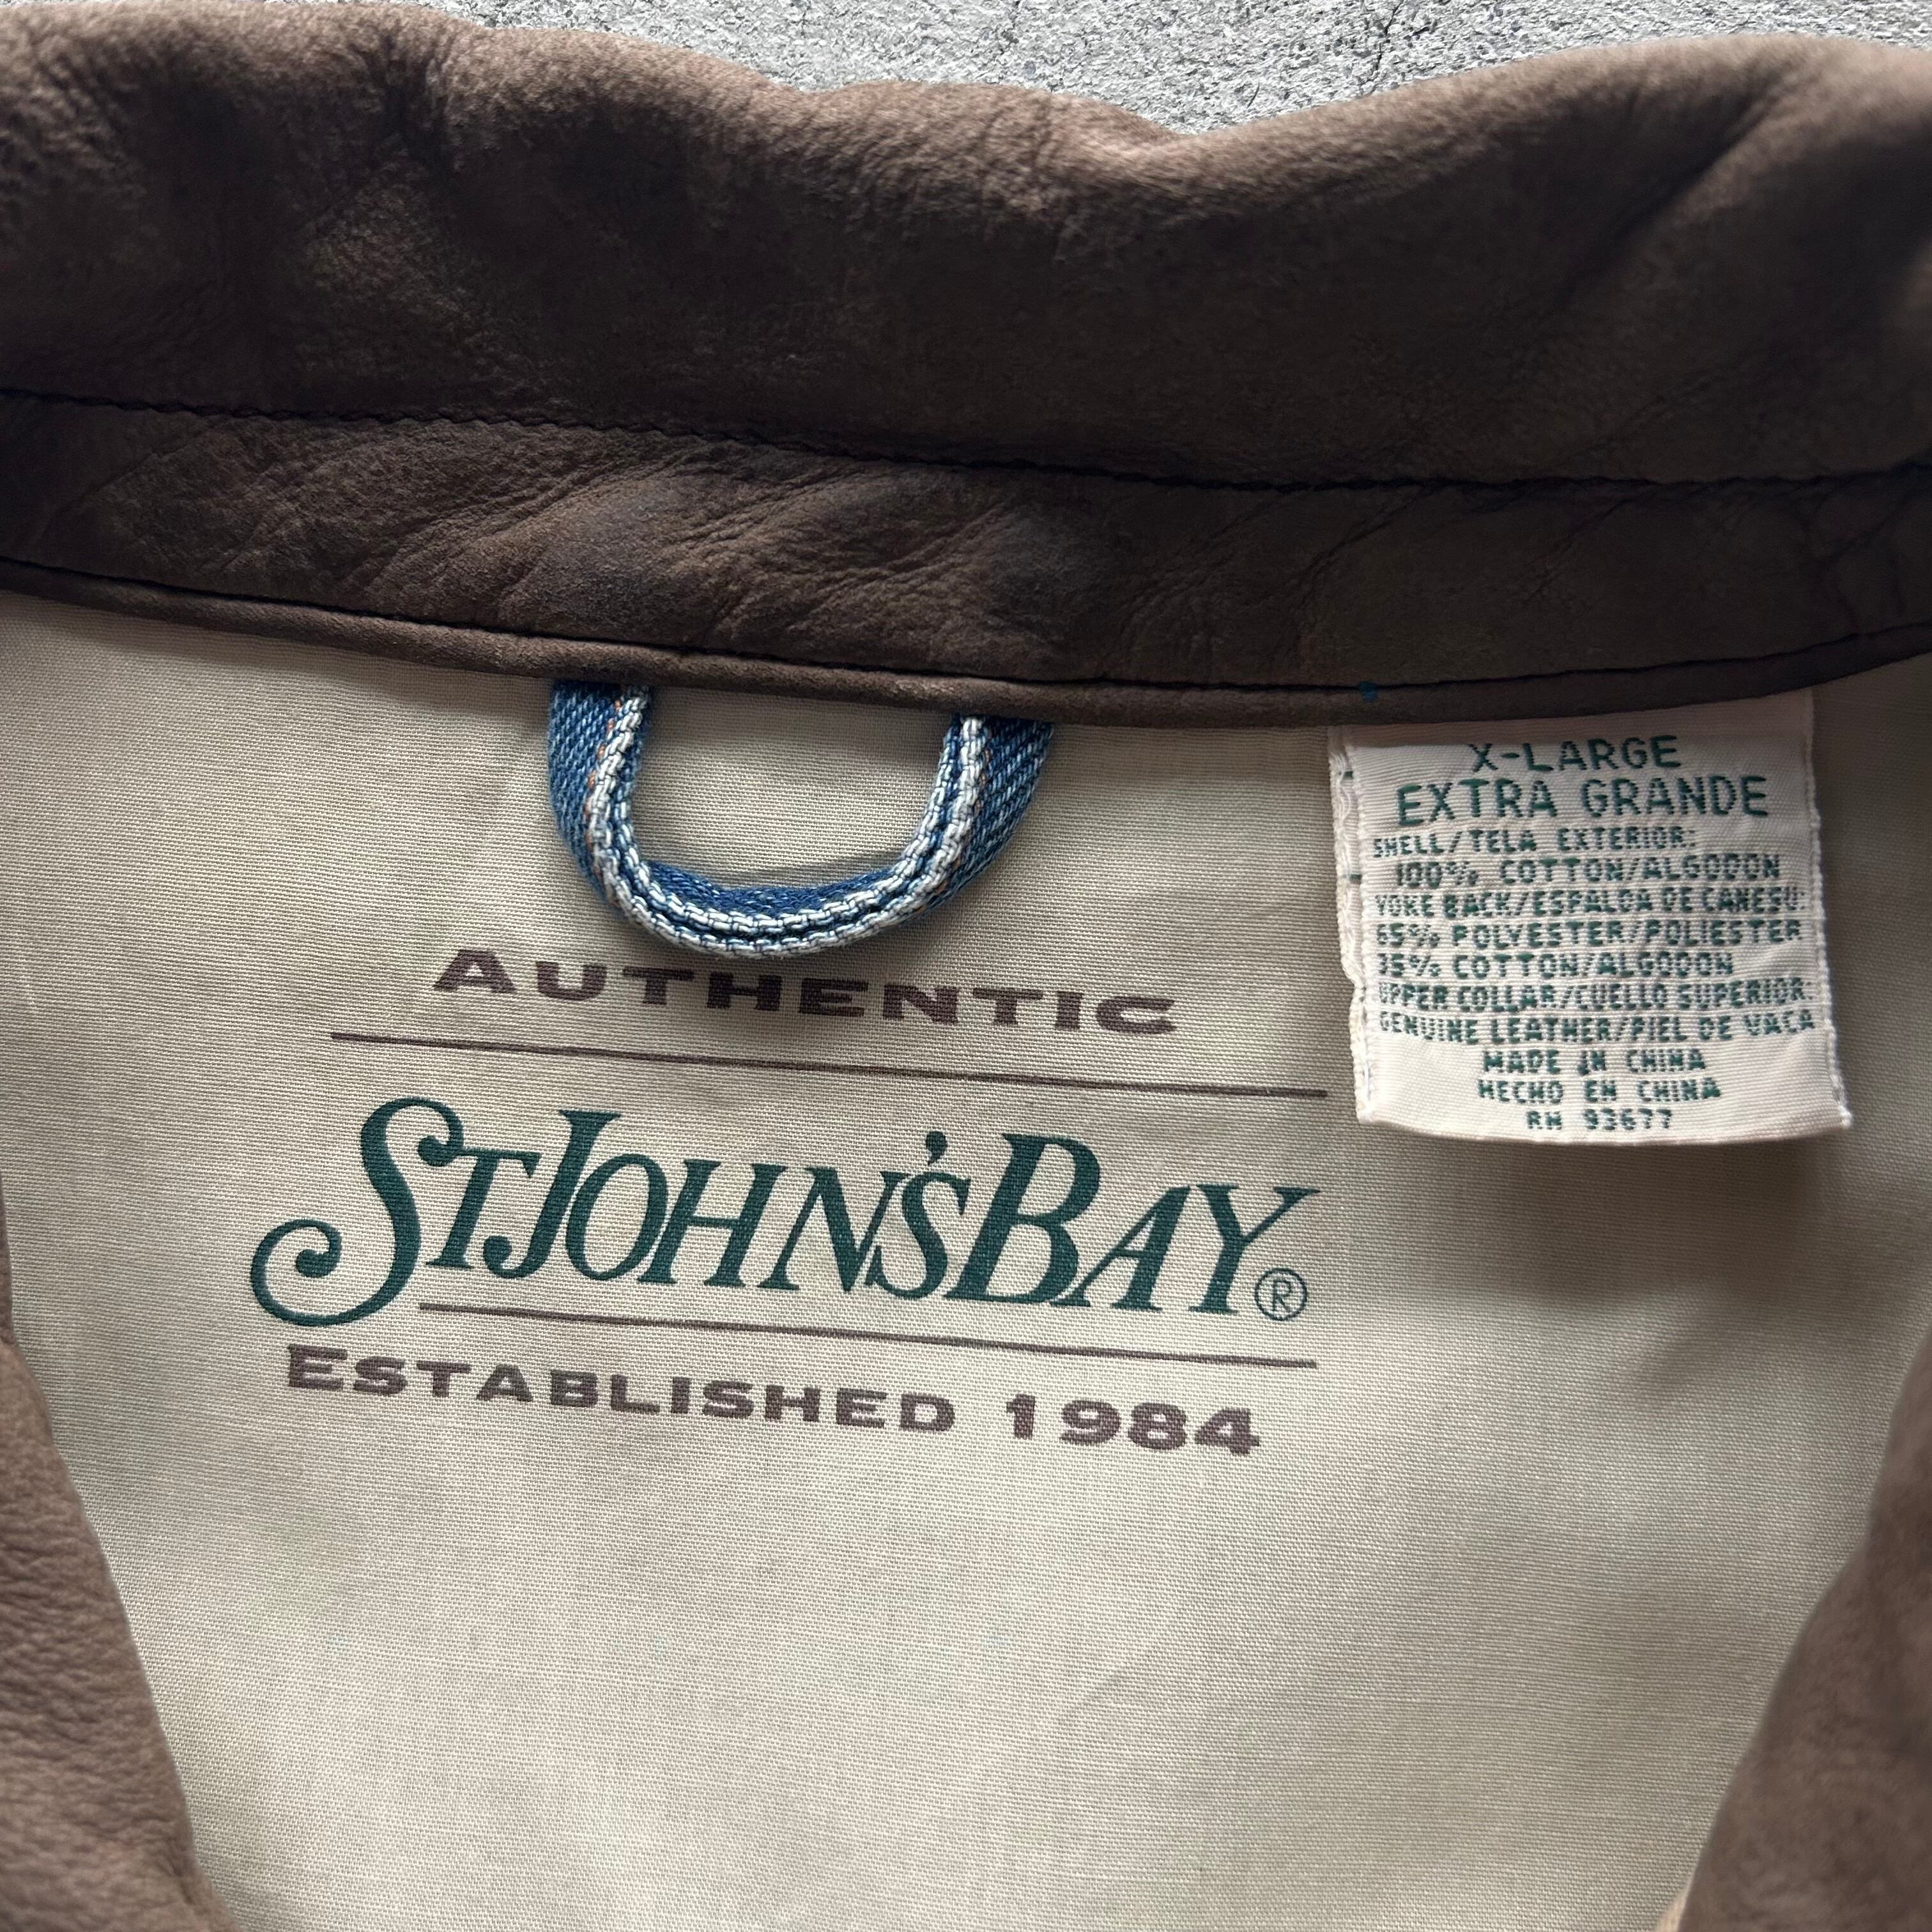 AUTHENTIC
ST JOHN'S BAY®
ESTABLISHED 1984
X-LARGE
EXTRA GRANDE
SHELL/TELA EXTERIOR:
100% COTTON/ALGODON
YOKE BACK/ESPALDA DE CANESU:
65% POLYESTER/POLIESTER
35% COTTON/ALGODON
UPPER COLLAR/CUELLO SUPERIOR:
GENUINE LEATHER/PIEL DE VACA
MADE IN CHINA
HECHO EN CHINA
RN 93677